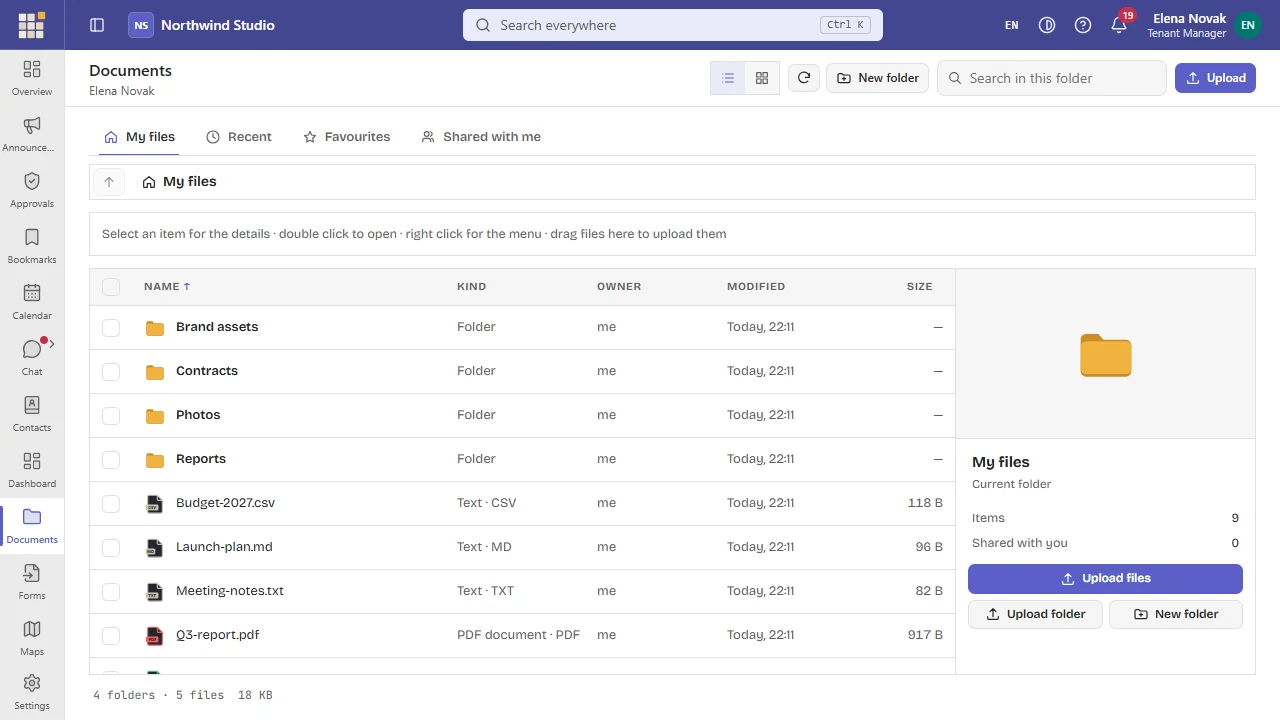 NS Northwind Studio
Search everywhere Ctrl K
EN
19
Elena Novak
Tenant Manager
EN
Overview
Announce...
Approvals
Bookmarks
Calendar
Chat
Contacts
Dashboard
Documents
Forms
Maps
Settings
Documents
Elena Novak
New folder
Search in this folder
Upload
My files Recent Favourites Shared with me
My files
Select an item for the details · double click to open · right click for the menu · drag files here to upload them
NAME ↑ KIND OWNER MODIFIED SIZE
Brand assets Folder me Today, 22:11 —
Contracts Folder me Today, 22:11 —
Photos Folder me Today, 22:11 —
Reports Folder me Today, 22:11 —
Budget-2027.csv Text · CSV me Today, 22:11 118 B
Launch-plan.md Text · MD me Today, 22:11 96 B
Meeting-notes.txt Text · TXT me Today, 22:11 82 B
Q3-report.pdf PDF document · PDF me Today, 22:11 917 B
My files
Current folder
Items 9
Shared with you 0
Upload files
Upload folder New folder
4 folders · 5 files 18 KB